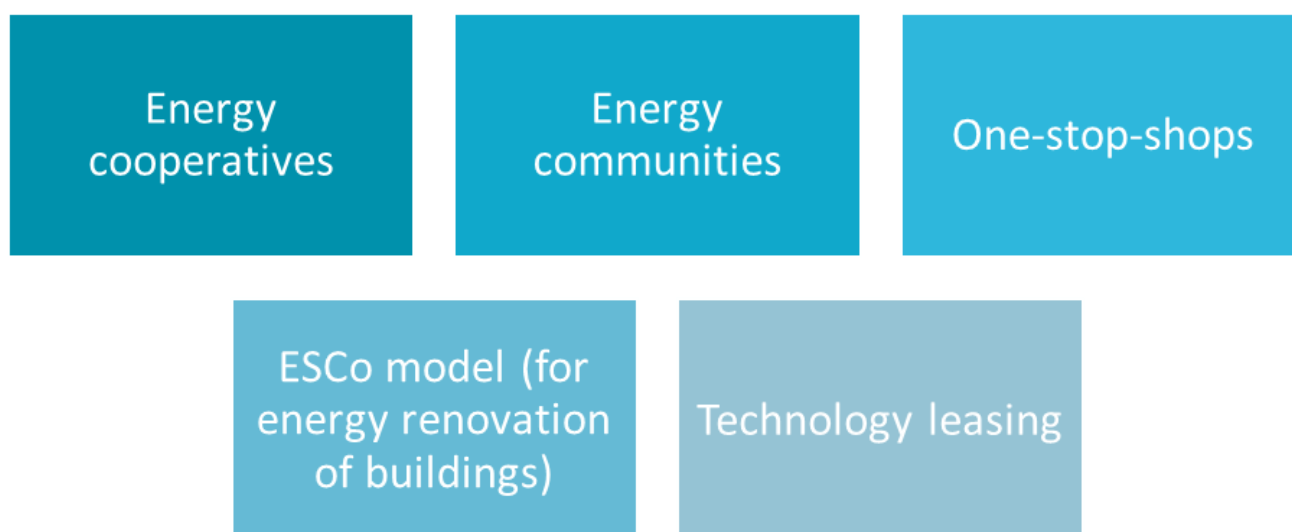 Energy
cooperatives
Energy
communities
One-stop-shops
ESCo model (for
energy renovation
of buildings)
Technology leasing